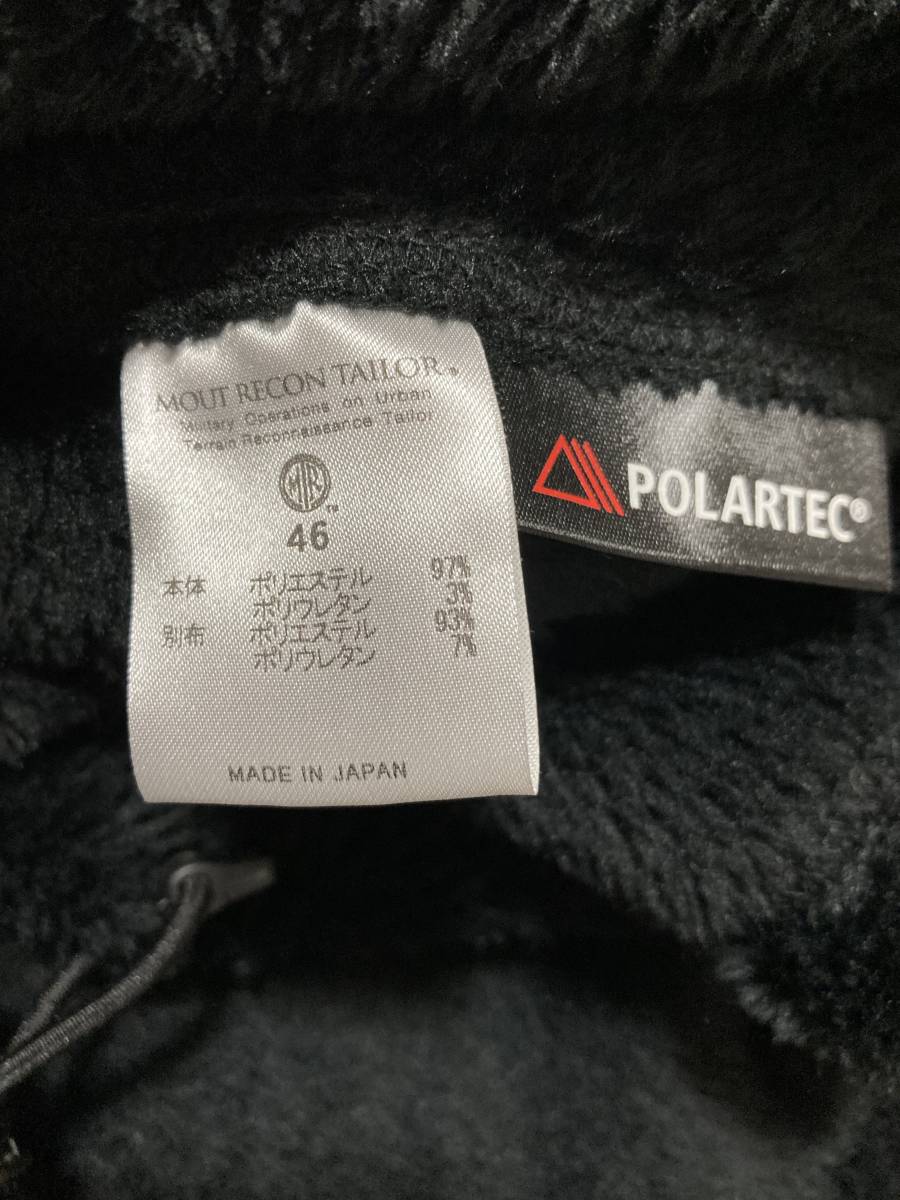 MOUT RECON TAILOR®
Military Operations on Urban
Terrain Reconnaissance Tailor
MTR™
46
本体 ポリエステル 97%
ポリウレタン 3%
別布 ポリエステル 93%
ポリウレタン 7%
MADE IN JAPAN
POLARTEC®